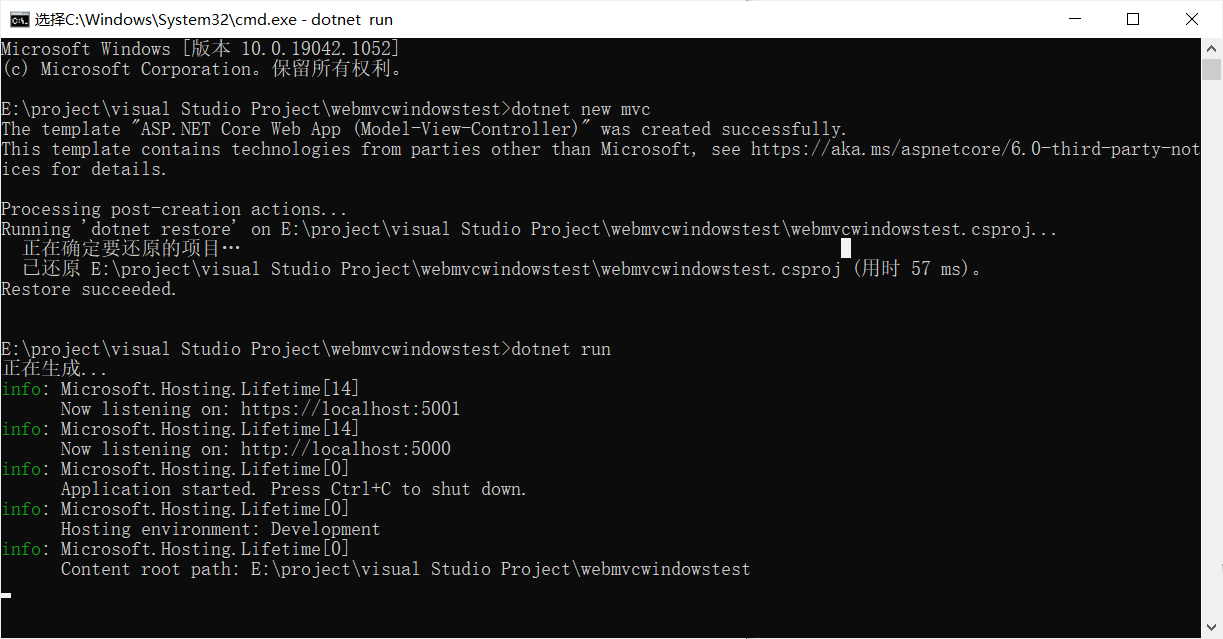 选择C:\Windows\System32\cmd.exe - dotnet  run
Microsoft Windows [版本 10.0.19042.1052]
(c) Microsoft Corporation。保留所有权利。
E:\project\visual Studio Project\webmvcwindowstest>dotnet new mvc
The template "ASP.NET Core Web App (Model-View-Controller)" was created successfully.
This template contains technologies from parties other than Microsoft, see https://aka.ms/aspnetcore/6.0-third-party-not
ices for details.
Processing post-creation actions...
Running 'dotnet restore' on E:\project\visual Studio Project\webmvcwindowstest\webmvcwindowstest.csproj...
  正在确定要还原的项目…
  已还原 E:\project\visual Studio Project\webmvcwindowstest\webmvcwindowstest.csproj (用时 57 ms)。
Restore succeeded.
E:\project\visual Studio Project\webmvcwindowstest>dotnet run
正在生成...
info: Microsoft.Hosting.Lifetime[14]
      Now listening on: https://localhost:5001
info: Microsoft.Hosting.Lifetime[14]
      Now listening on: http://localhost:5000
info: Microsoft.Hosting.Lifetime[0]
      Application started. Press Ctrl+C to shut down.
info: Microsoft.Hosting.Lifetime[0]
      Hosting environment: Development
info: Microsoft.Hosting.Lifetime[0]
      Content root path: E:\project\visual Studio Project\webmvcwindowstest